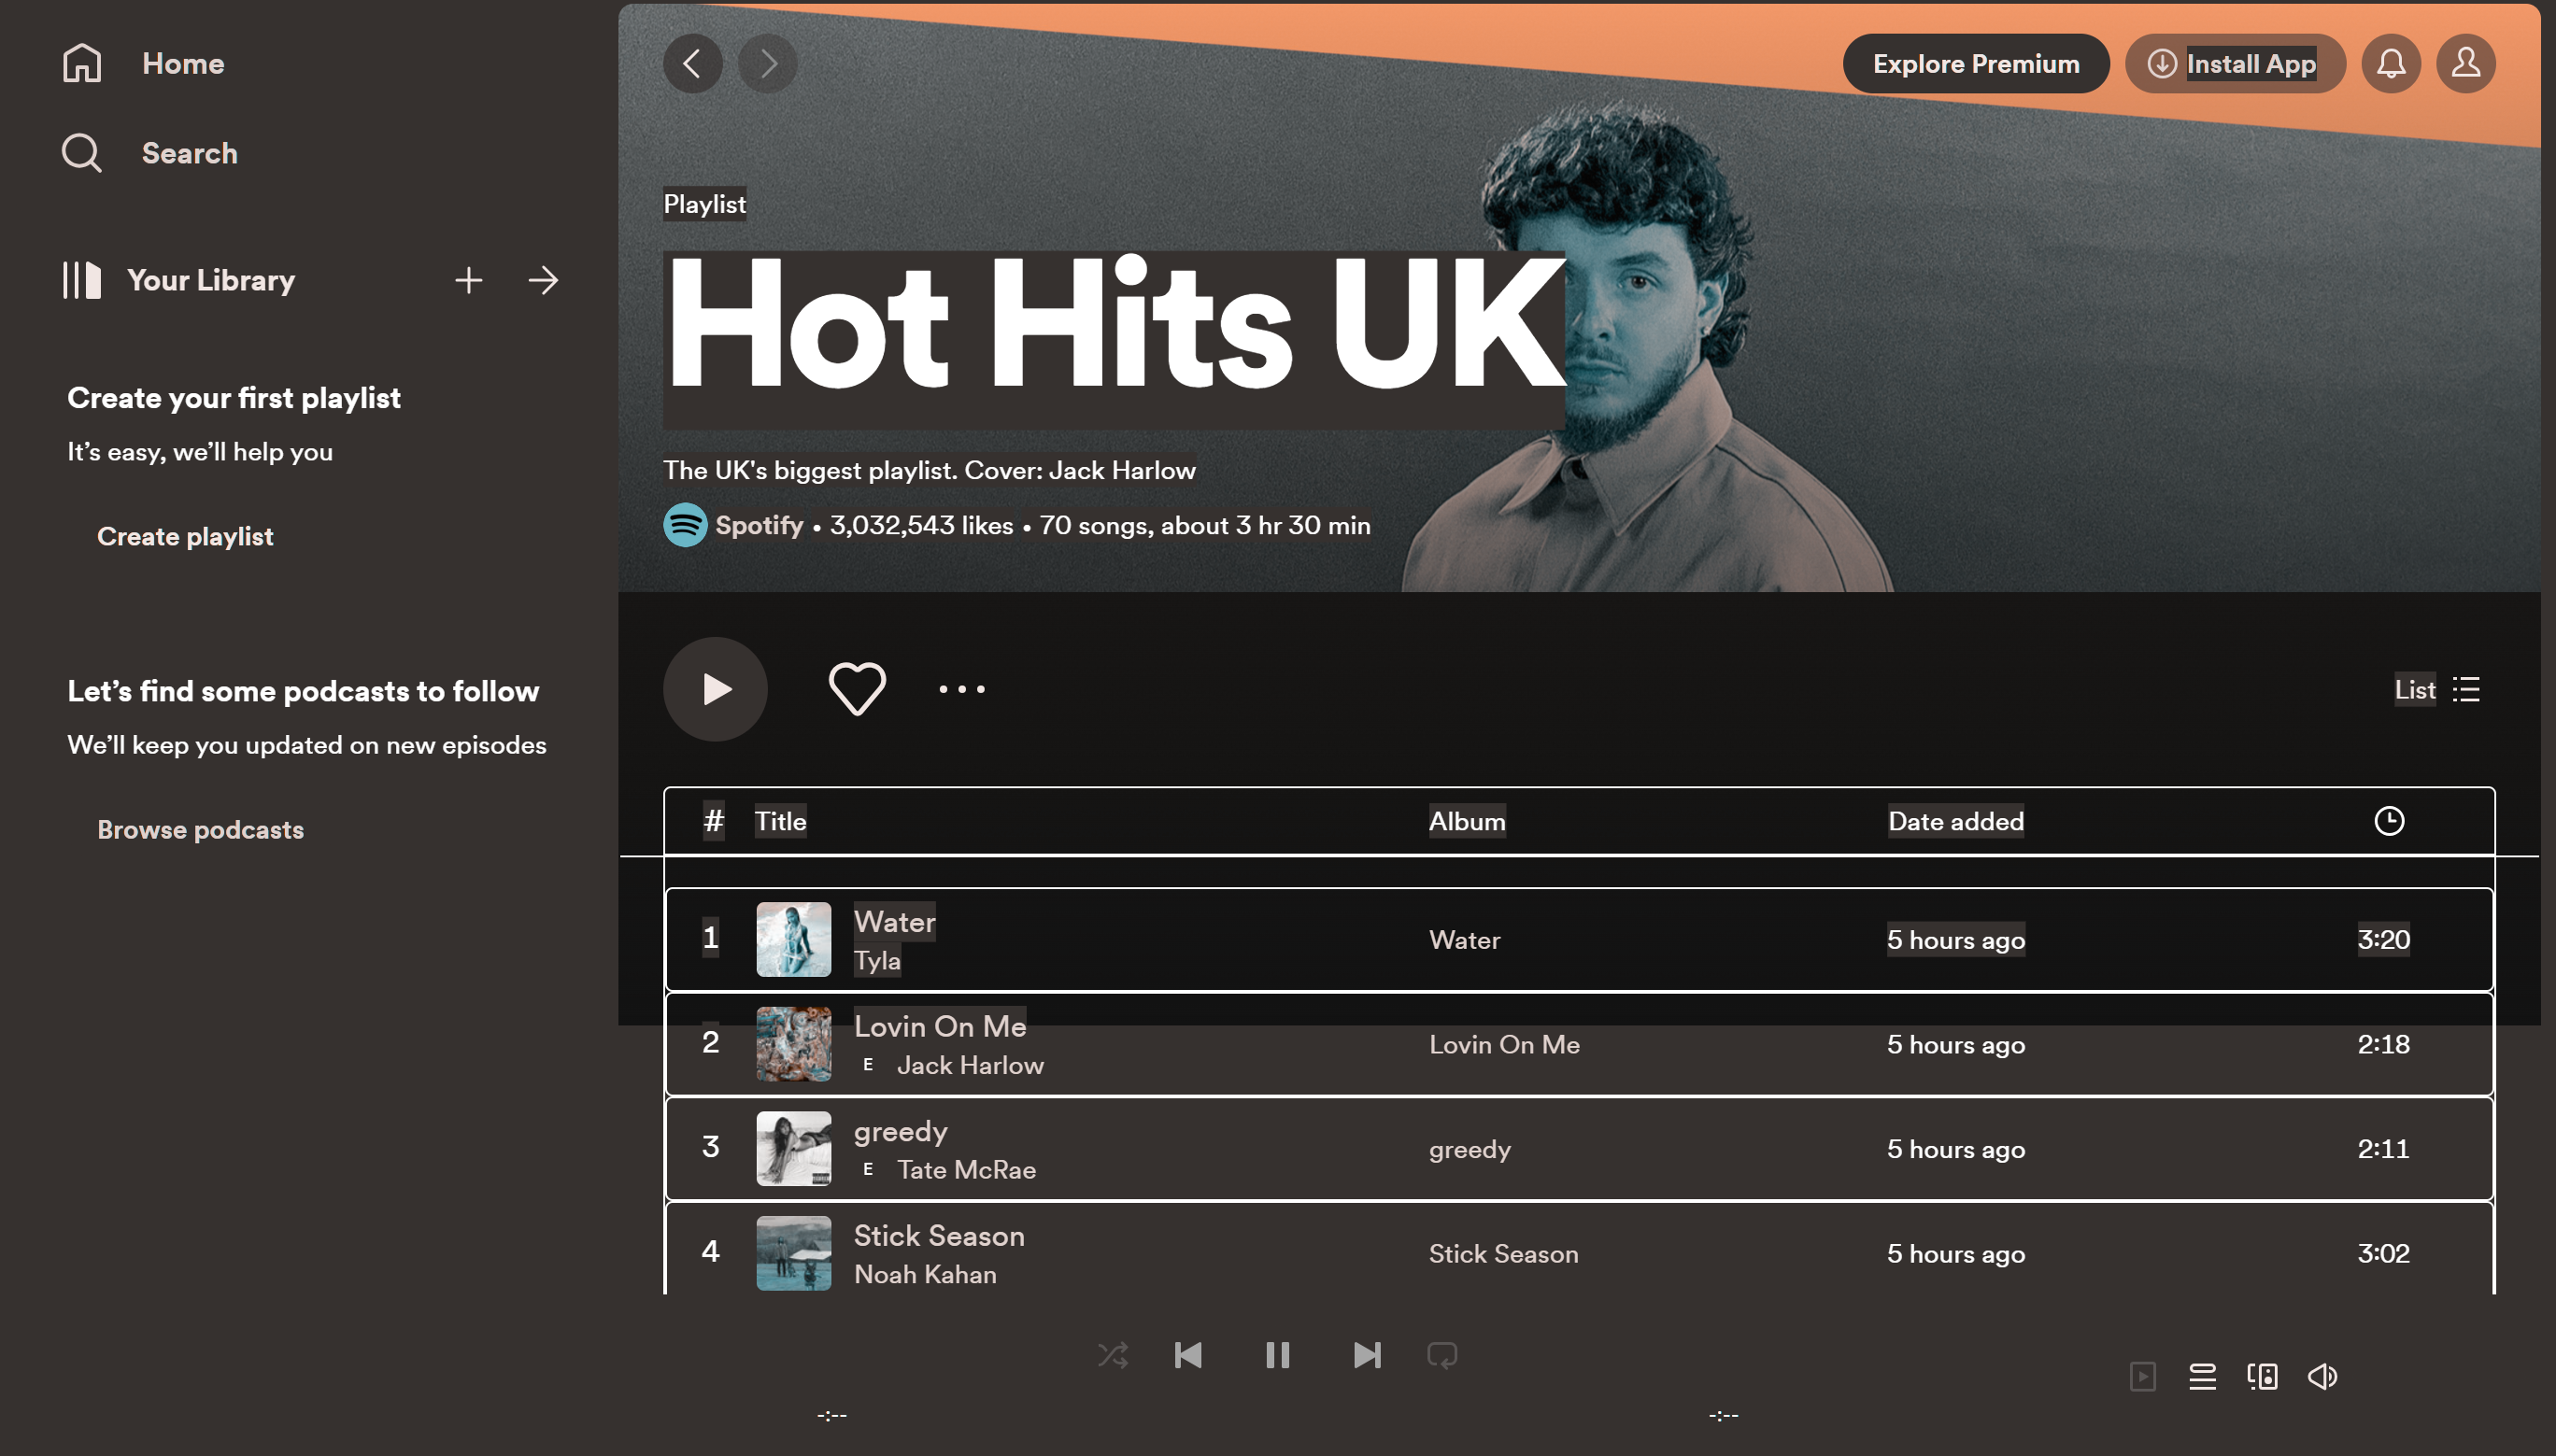 Home
Search
Your Library
Create your first playlist
It’s easy, we’ll help you
Create playlist
Let’s find some podcasts to follow
We’ll keep you updated on new episodes
Browse podcasts
Explore Premium
Install App
Playlist
Hot Hits UK
The UK's biggest playlist. Cover: Jack Harlow
Spotify • 3,032,543 likes • 70 songs, about 3 hr 30 min
List
# Title Album Date added
1 Water Water 5 hours ago 3:20
Tyla
2 Lovin On Me Lovin On Me 5 hours ago 2:18
E Jack Harlow
3 greedy greedy 5 hours ago 2:11
E Tate McRae
4 Stick Season Stick Season 5 hours ago 3:02
Noah Kahan
-:-- -:--